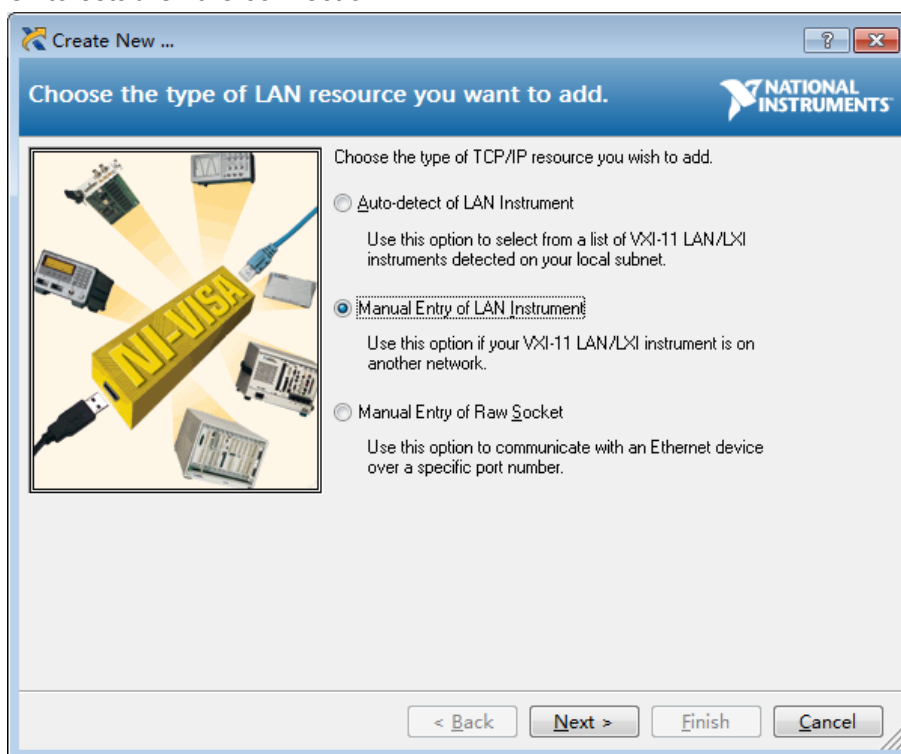 Create New ...
Choose the type of LAN resource you want to add.
NATIONAL
INSTRUMENTS
NI-VISA
Choose the type of TCP/IP resource you wish to add.
Auto-detect of LAN Instrument
Use this option to select from a list of VXI-11 LAN/LXI
instruments detected on your local subnet.
Manual Entry of LAN Instrument
Use this option if your VXI-11 LAN/LXI instrument is on
another network.
Manual Entry of Raw Socket
Use this option to communicate with an Ethernet device
over a specific port number.
< Back
Next >
Finish
Cancel